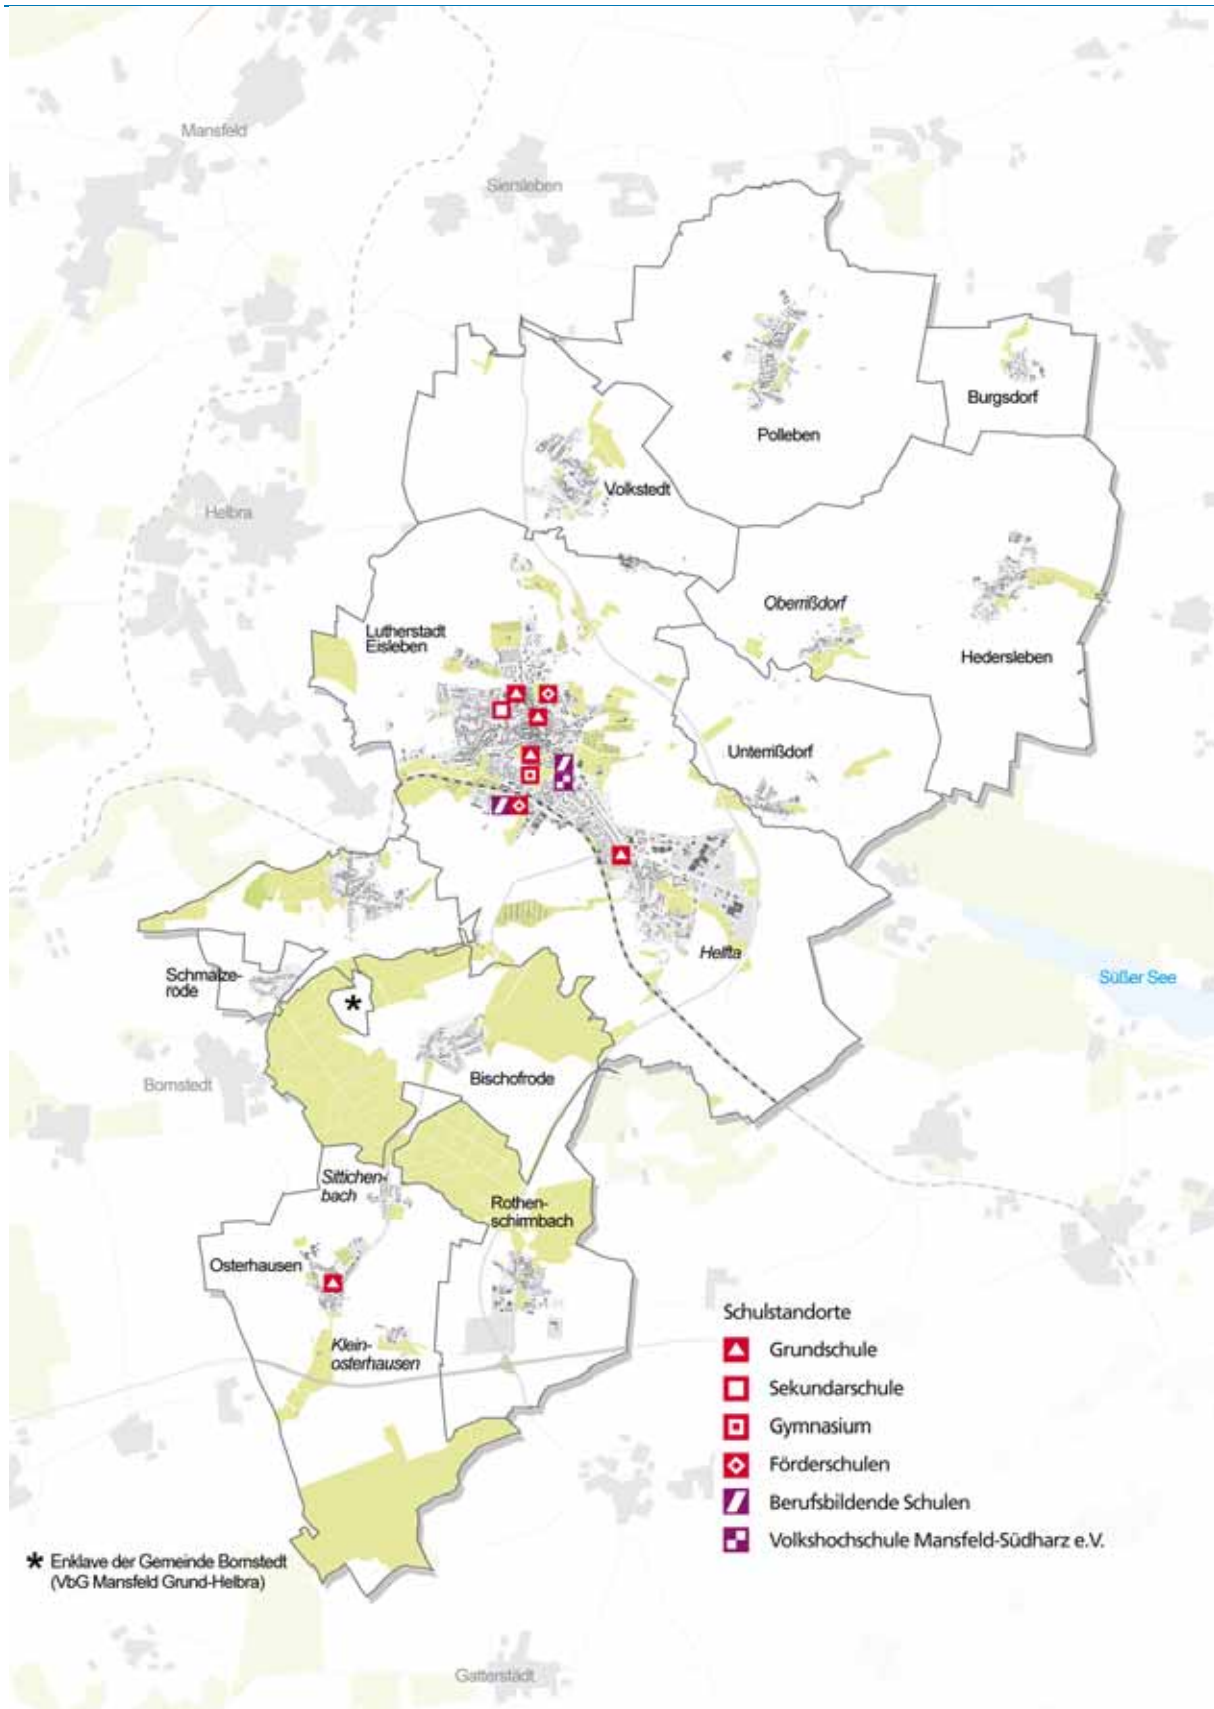 Mansfeld
Siersleben
Burgsdorf
Polleben
Volkstedt
Helbra
Oberrißdorf
Lutherstadt
Eisleben
Hedersleben
Unterrißdorf
Helfta
Schmalze-
rode
Süßer See
*
Bornstedt
Bischofrode
Sittichen-
bach
Rothen-
schirmbach
Osterhausen
Klein-
osterhausen
Schulstandorte
Grundschule
Sekundarschule
Gymnasium
Förderschulen
Berufsbildende Schulen
Volkshochschule Mansfeld-Südharz e.V.
* Enklave der Gemeinde Bornstedt
(VbG Mansfeld Grund-Helbra)
Gatterstädt